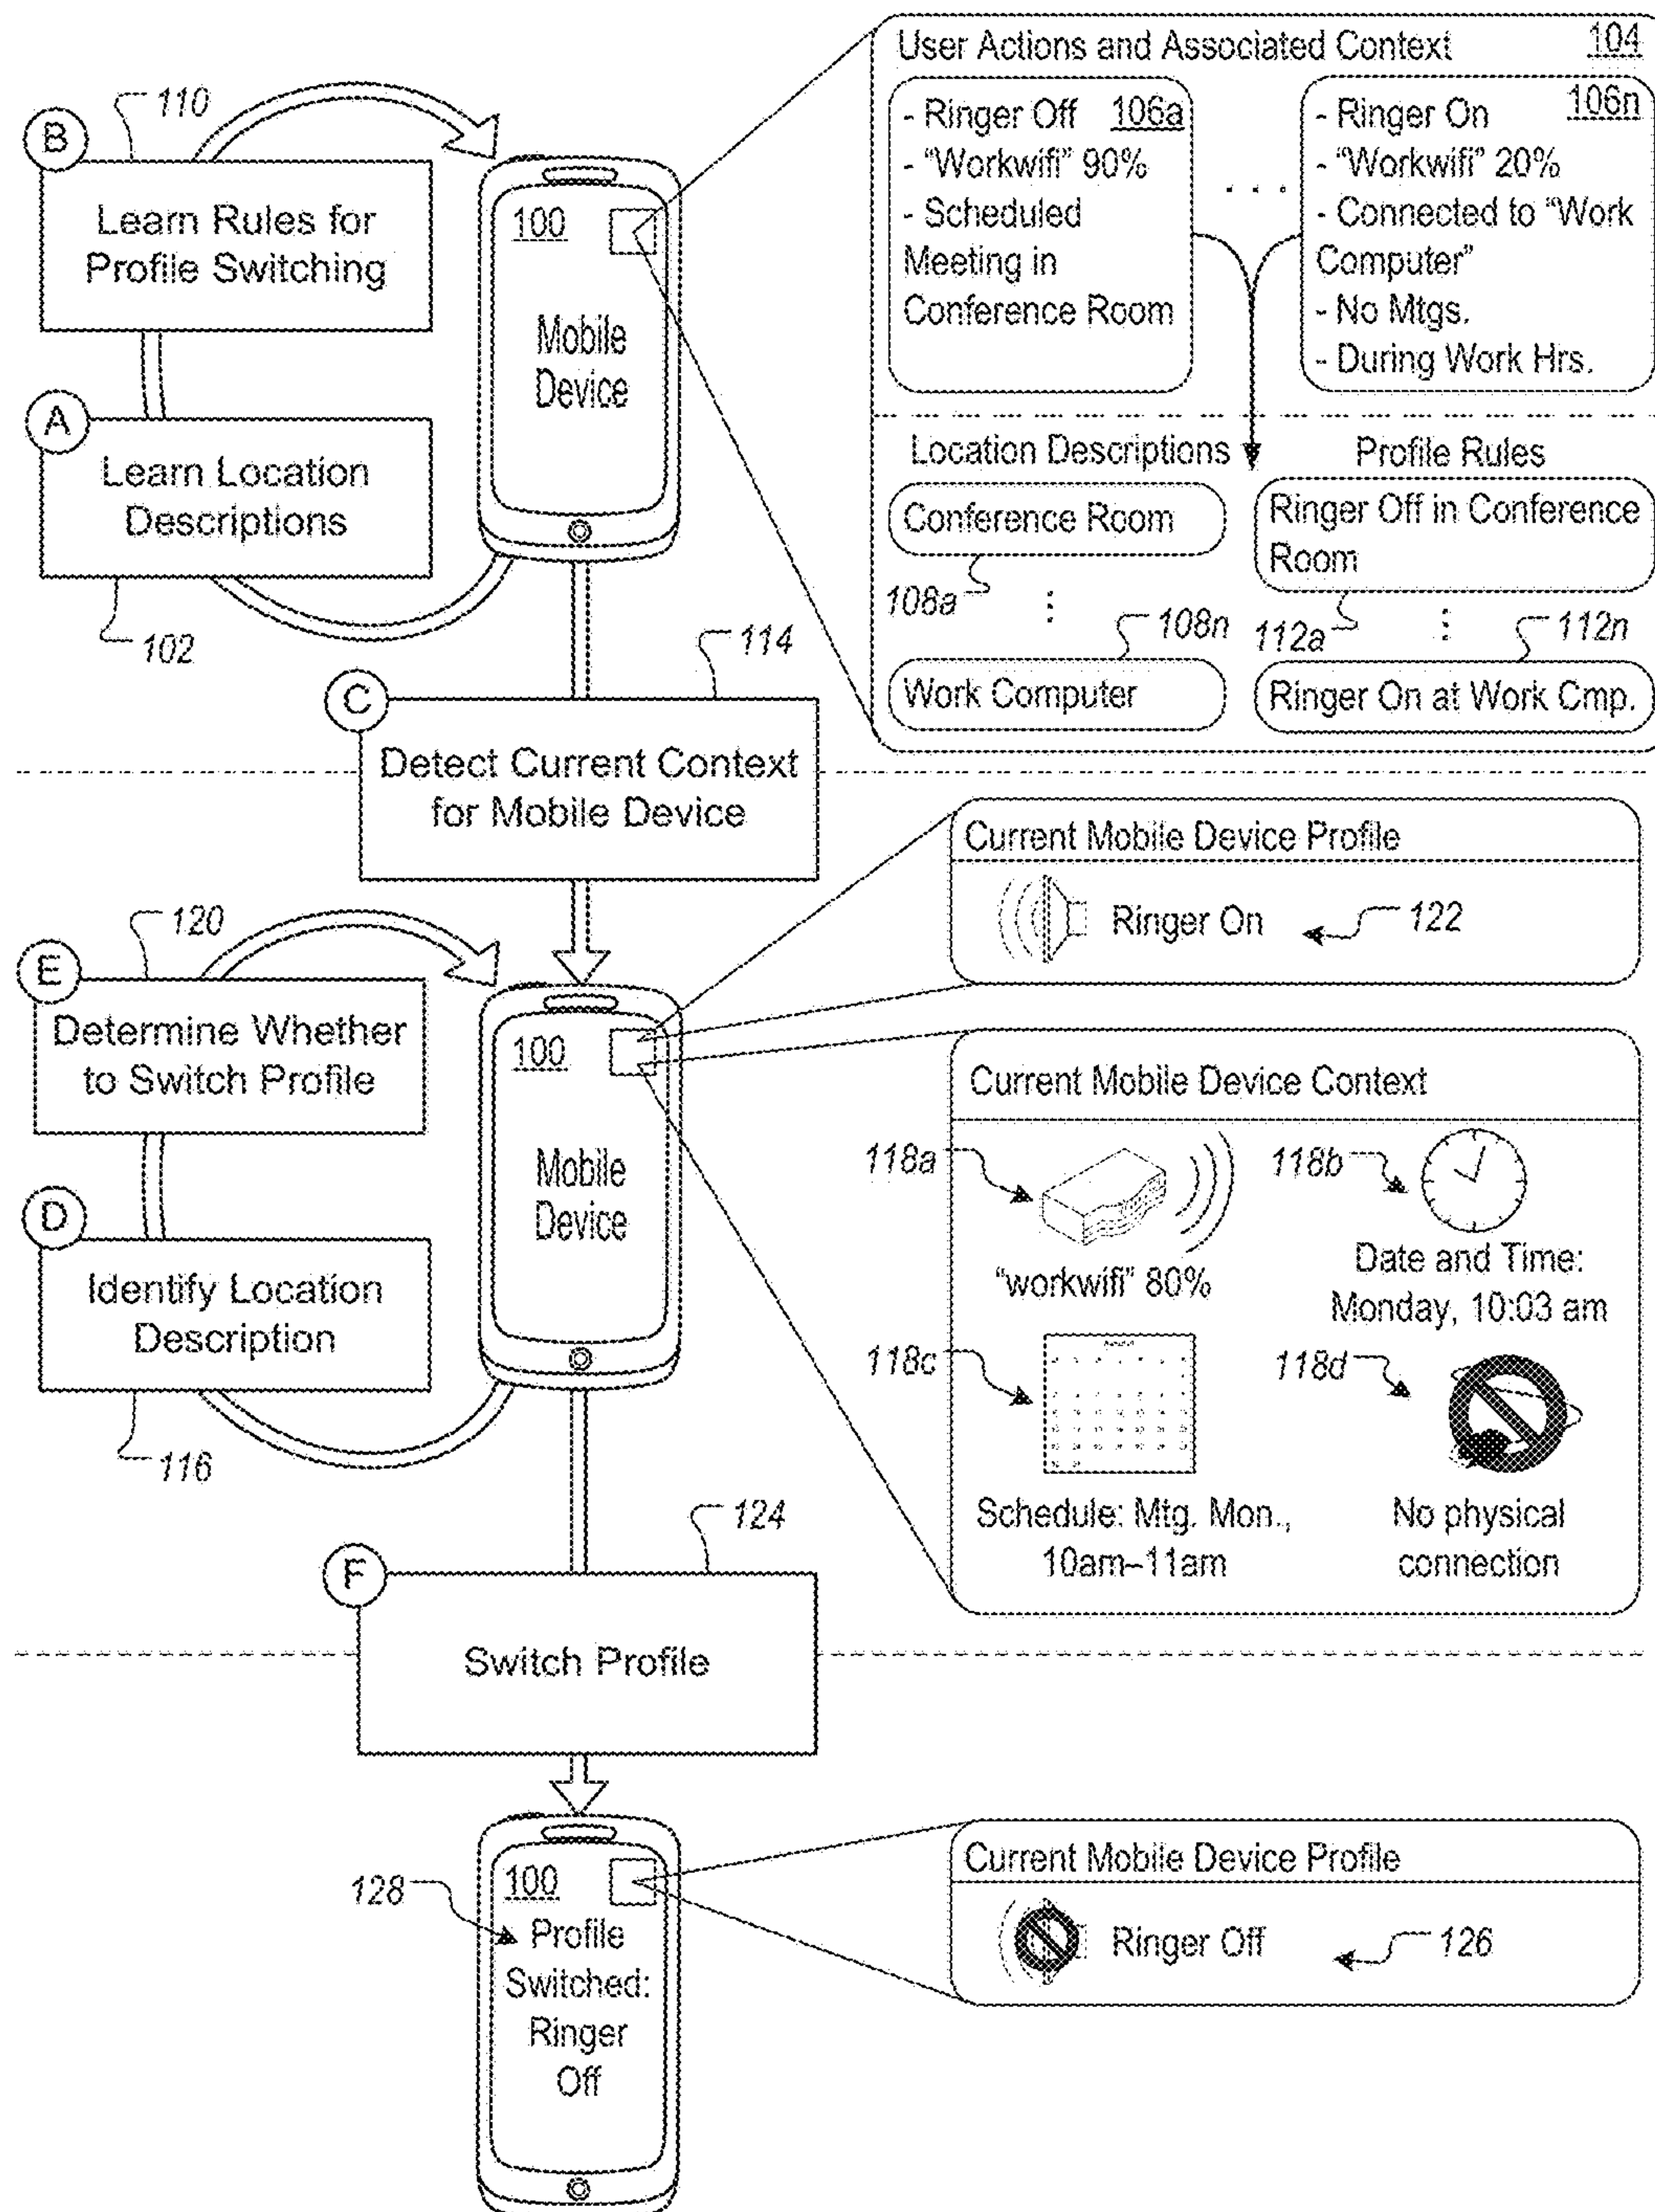 B
110
Learn Rules for
Profile Switching
A
Learn Location
Descriptions
102
100
Mobile
Device
User Actions and Associated Context 104
- Ringer Off 106a
- “Workwifi” 90%
- Scheduled
Meeting in
Conference Room
. . .
- Ringer On 106n
- “Workwifi” 20%
- Connected to “Work
Computer”
- No Mtgs.
- During Work Hrs.
Location Descriptions
Conference Room
108a
108n
Work Computer
Profile Rules
Ringer Off in Conference
Room
112a
112n
Ringer On at Work Cmp.
C
114
Detect Current Context
for Mobile Device
E
120
Determine Whether
to Switch Profile
D
Identify Location
Description
116
100
Mobile
Device
Current Mobile Device Profile
Ringer On
122
Current Mobile Device Context
118a
“workwifi” 80%
118b
Date and Time:
Monday, 10:03 am
118c
Schedule: Mtg. Mon.,
10am–11am
118d
No physical
connection
F
124
Switch Profile
100
128
Profile
Switched:
Ringer
Off
Current Mobile Device Profile
Ringer Off
126